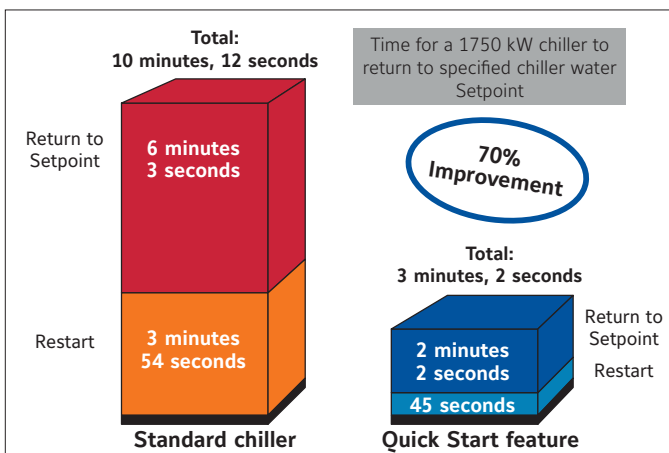 Total:
10 minutes, 12 seconds
Time for a 1750 kW chiller to
return to specified chiller water
Setpoint
Return to
Setpoint
6 minutes
3 seconds
70%
Improvement
Total:
3 minutes, 2 seconds
Restart
3 minutes
54 seconds
2 minutes
2 seconds
Return to
Setpoint
Restart
45 seconds
Standard chiller
Quick Start feature